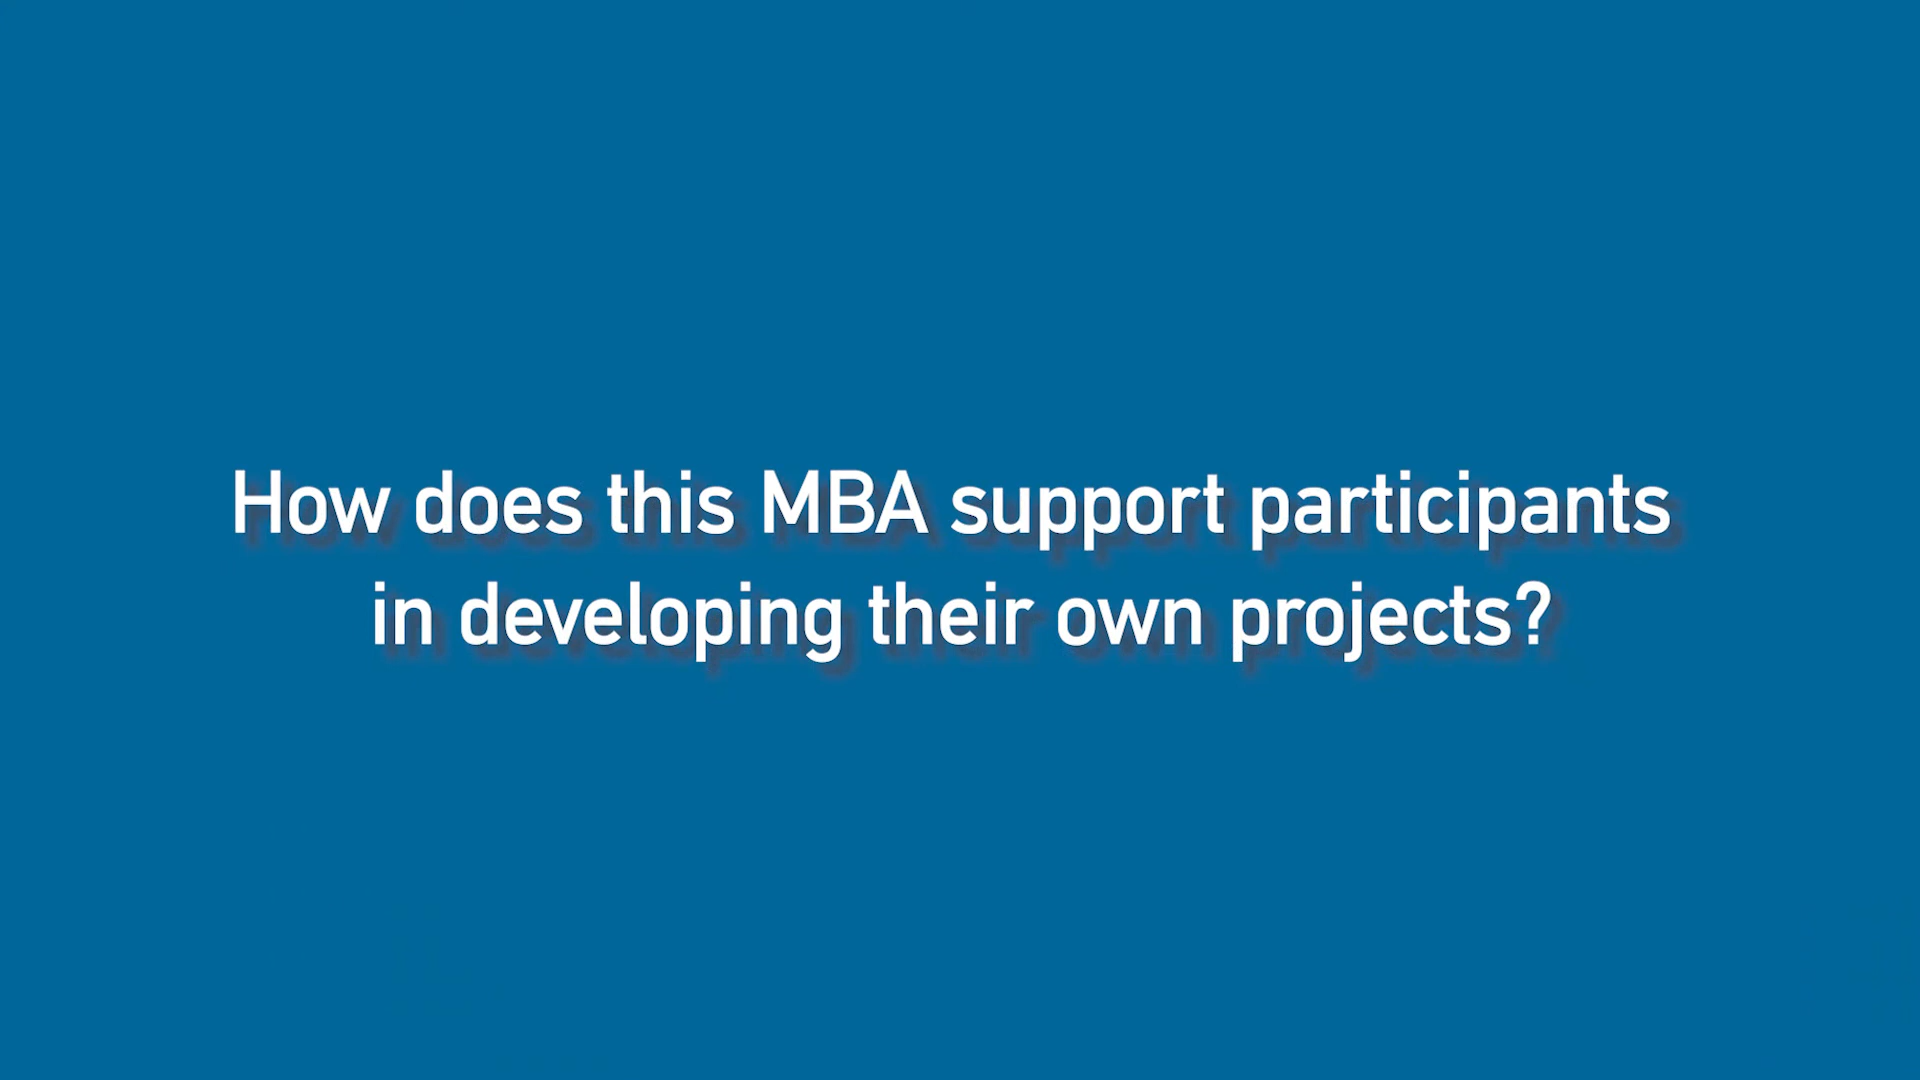 How does this MBA support participants
in developing their own projects?